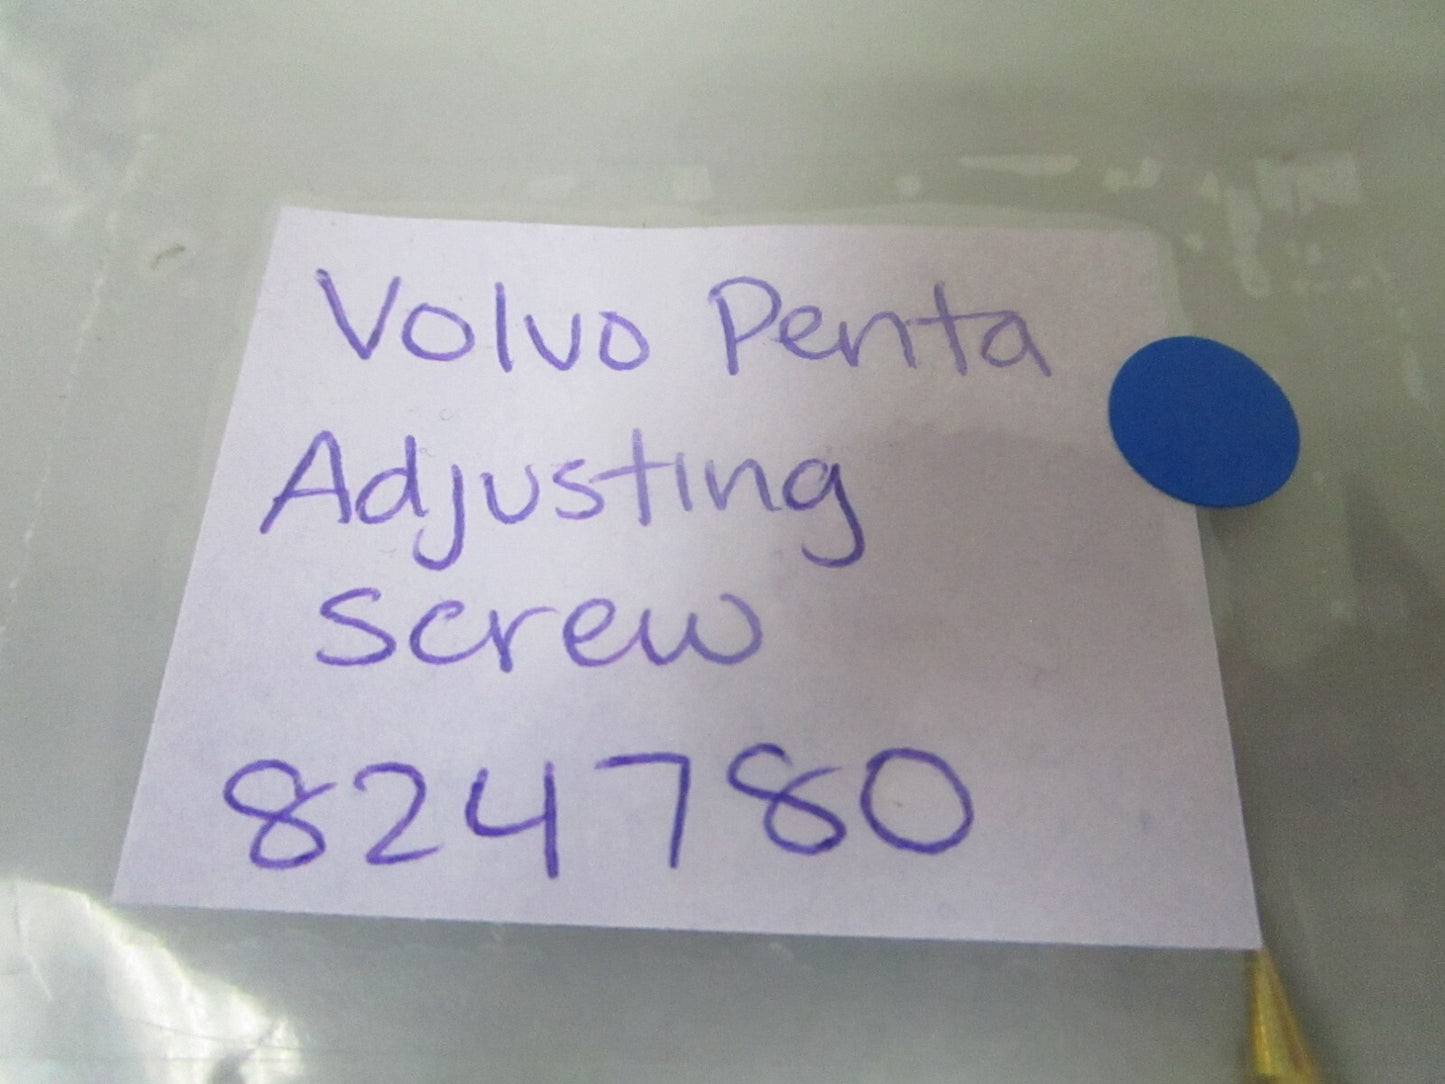 Volvo Penta
Adjusting
Screw
824780